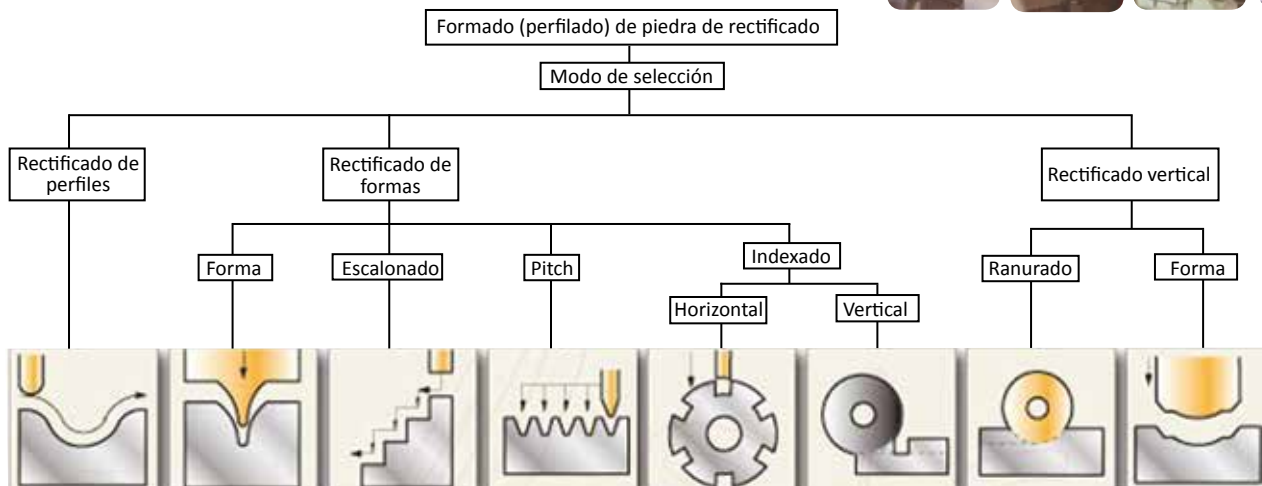 Formado (perfilado) de piedra de rectificado
Modo de selección
Rectificado de
perfiles
Rectificado de
formas
Rectificado vertical
Forma
Escalonado
Pitch
Indexado
Ranurado
Forma
Horizontal
Vertical